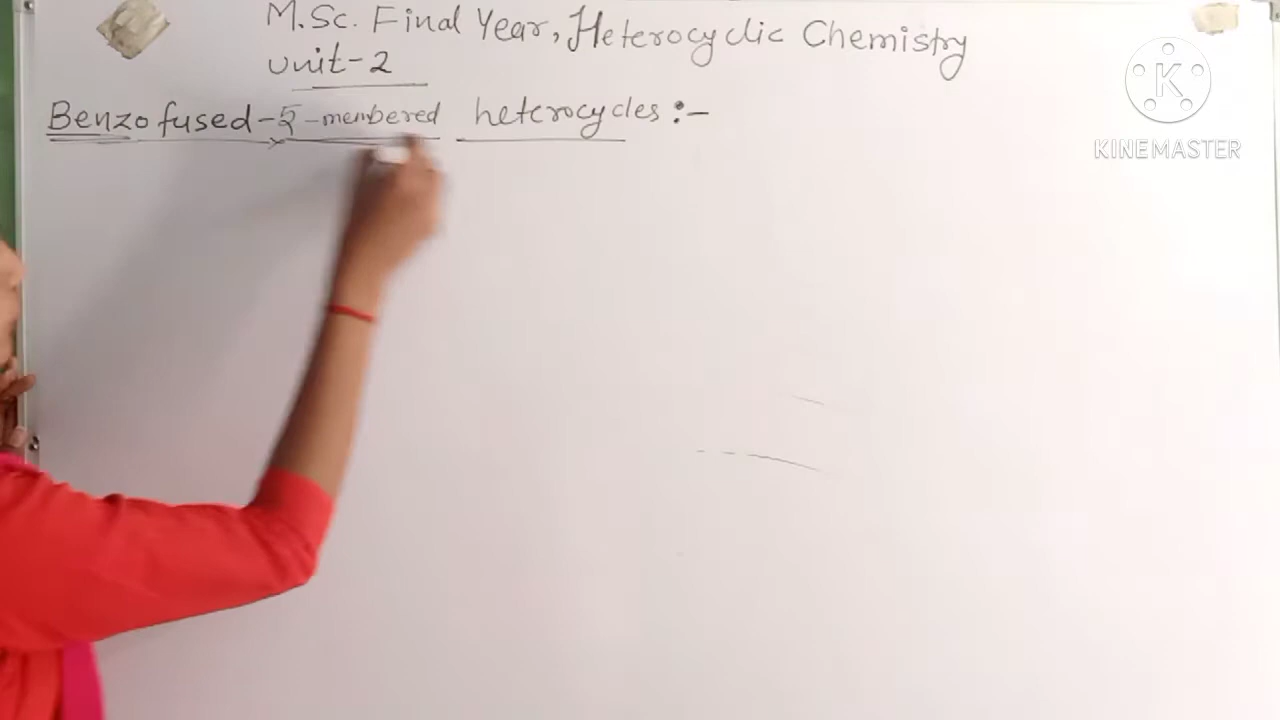 M.Sc. Final Year, Heterocyclic Chemistry
Unit-2
Benzofused-5-membered heterocycles:-
K
KINEMASTER